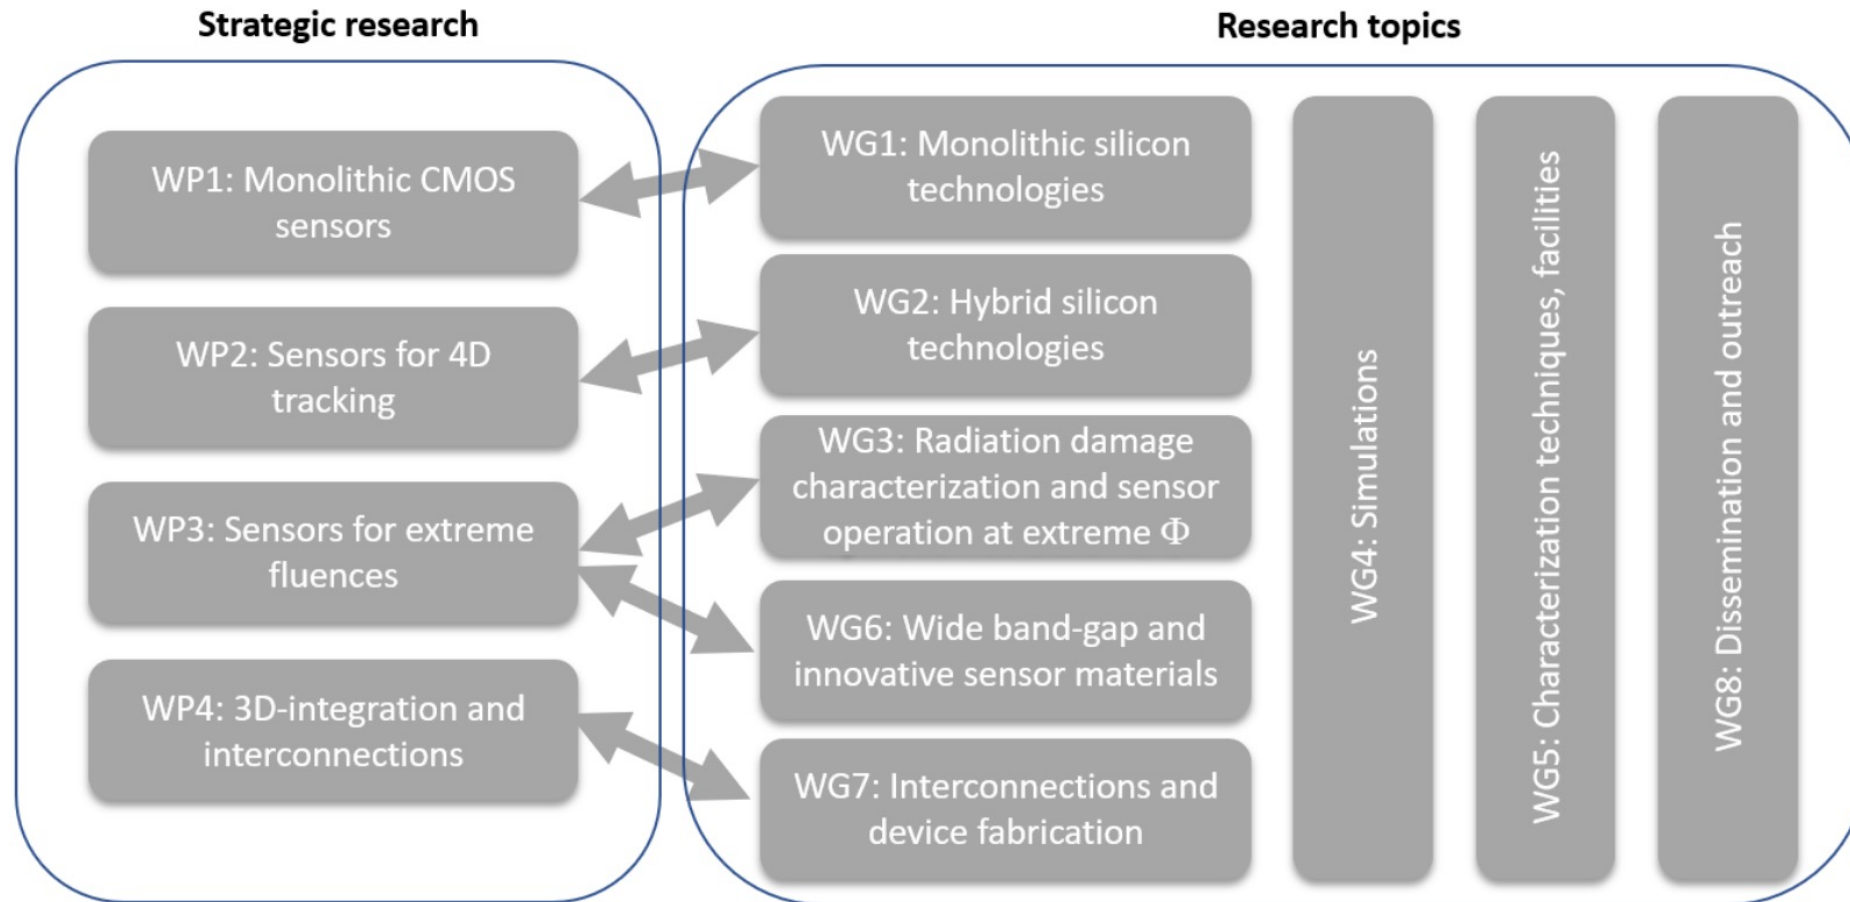 Strategic research
Research topics
WP1: Monolithic CMOS
sensors
WP2: Sensors for 4D
tracking
WP3: Sensors for extreme
fluences
WP4: 3D-integration and
interconnections
WG1: Monolithic silicon
technologies
WG2: Hybrid silicon
technologies
WG3: Radiation damage
characterization and sensor
operation at extreme Φ
WG6: Wide band-gap and
innovative sensor materials
WG7: Interconnections and
device fabrication
WG4: Simulations
WG5: Characterization techniques, facilities
WG8: Dissemination and outreach